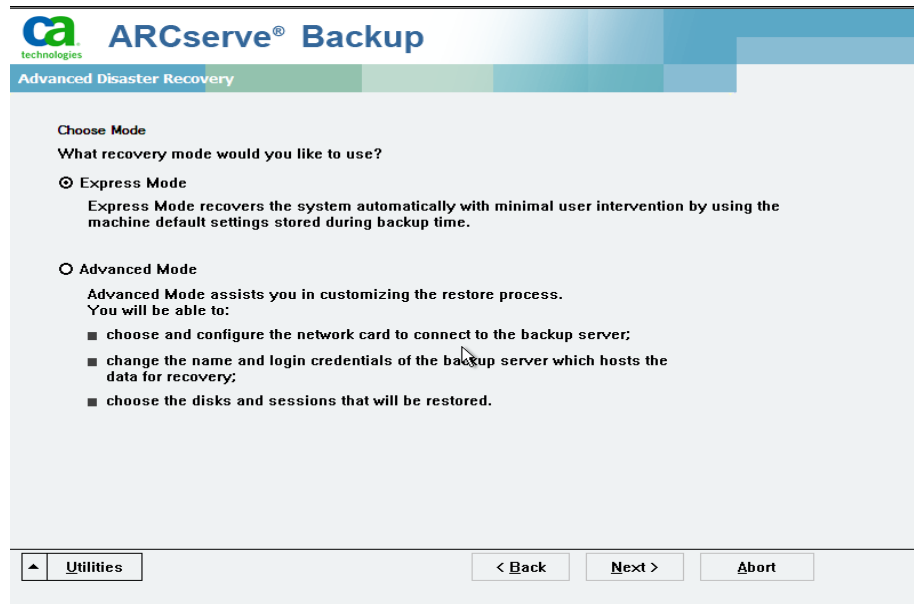 ca
technologies
ARCserve® Backup
Advanced Disaster Recovery
Choose Mode
What recovery mode would you like to use?
Express Mode
Express Mode recovers the system automatically with minimal user intervention by using the
machine default settings stored during backup time.
Advanced Mode
Advanced Mode assists you in customizing the restore process.
You will be able to:
choose and configure the network card to connect to the backup server;
change the name and login credentials of the backup server which hosts the
data for recovery;
choose the disks and sessions that will be restored.
Utilities
< Back
Next >
Abort